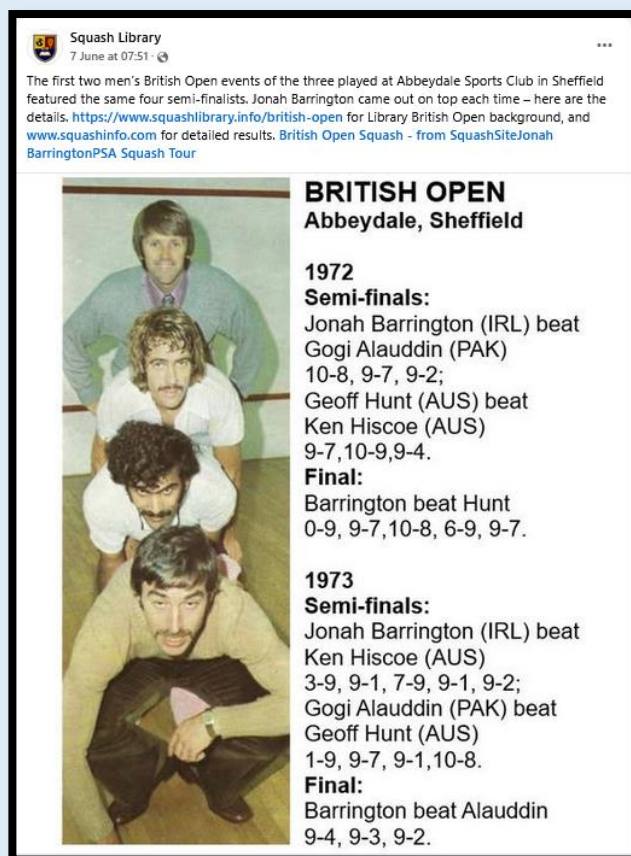 Squash Library
7 June at 07:51 ·
The first two men's British Open events of the three played at Abbeydale Sports Club in Sheffield
featured the same four semi-finalists. Jonah Barrington came out on top each time – here are the
details. https://www.squashlibrary.info/british-open for Library British Open background, and
www.squashinfo.com for detailed results. British Open Squash - from SquashSiteJonah
BarringtonPSA Squash Tour
BRITISH OPEN
Abbeydale, Sheffield
1972
Semi-finals:
Jonah Barrington (IRL) beat
Gogi Alauddin (PAK)
10-8, 9-7, 9-2;
Geoff Hunt (AUS) beat
Ken Hiscoe (AUS)
9-7,10-9,9-4.
Final:
Barrington beat Hunt
0-9, 9-7,10-8, 6-9, 9-7.
1973
Semi-finals:
Jonah Barrington (IRL) beat
Ken Hiscoe (AUS)
3-9, 9-1, 7-9, 9-1, 9-2;
Gogi Alauddin (PAK) beat
Geoff Hunt (AUS)
1-9, 9-7, 9-1,10-8.
Final:
Barrington beat Alauddin
9-4, 9-3, 9-2.